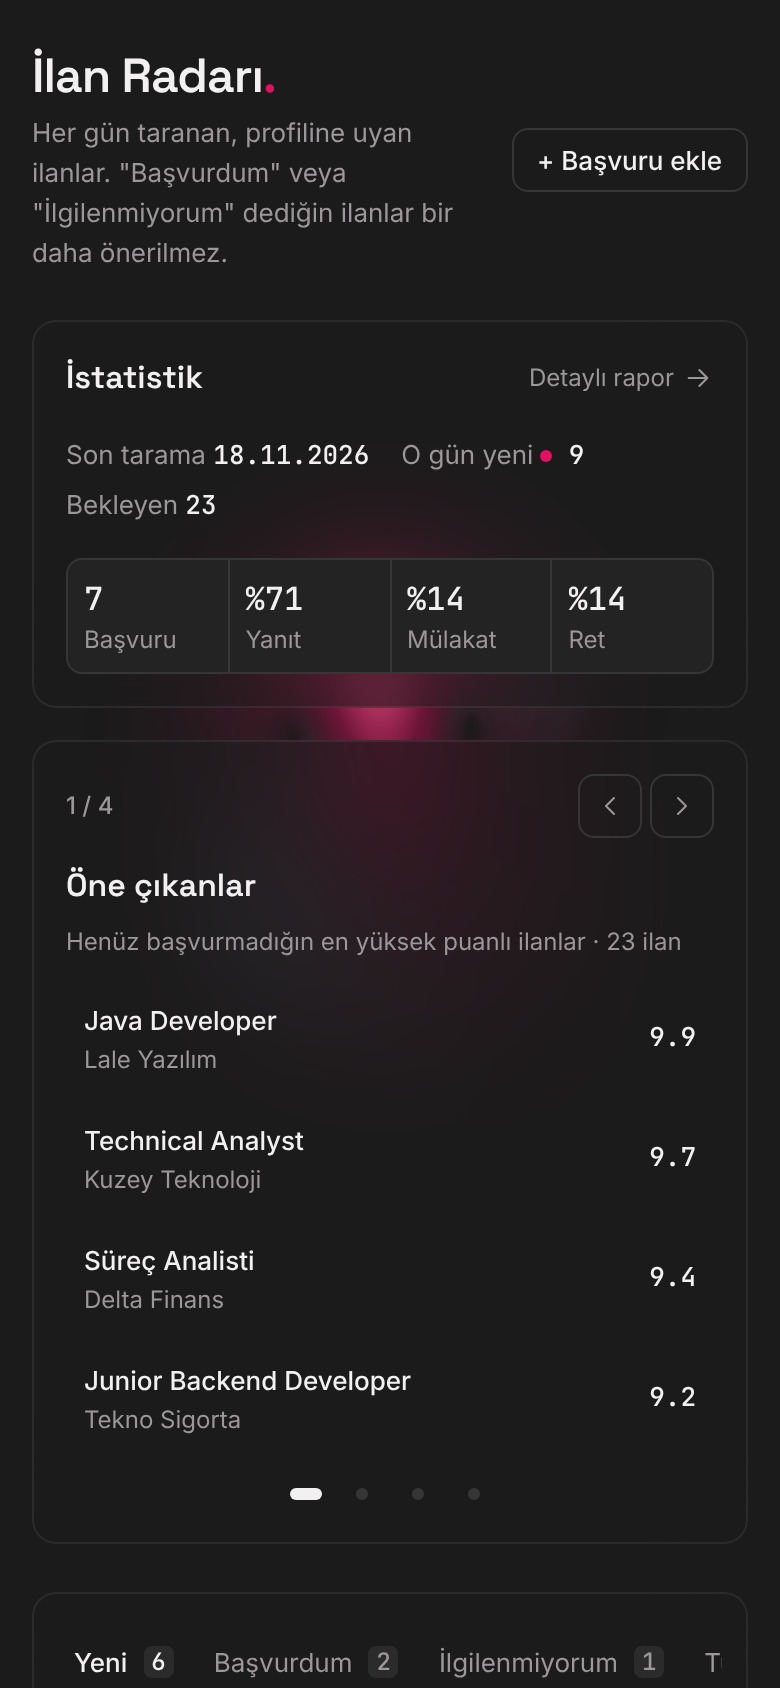 İlan Radarı.
Her gün taranan, profiline uyan
ilanlar. "Başvurdum" veya
"İlgilenmiyorum" dediğin ilanlar bir
daha önerilmez.
+ Başvuru ekle
İstatistik
Detaylı rapor →
Son tarama 18.11.2026 O gün yeni 9
Bekleyen 23
7 %71 %14 %14
Başvuru Yanıt Mülakat Ret
1 / 4
Öne çıkanlar
Henüz başvurmadığın en yüksek puanlı ilanlar · 23 ilan
Java Developer
Lale Yazılım
9.9
Technical Analyst
Kuzey Teknoloji
9.7
Süreç Analisti
Delta Finans
9.4
Junior Backend Developer
Tekno Sigorta
9.2
Yeni 6 Başvurdum 2 İlgilenmiyorum 1